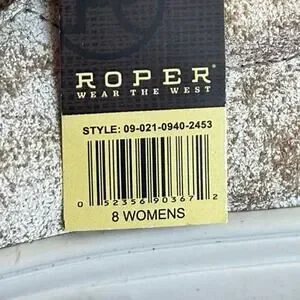 ROPER®
WEAR THE WEST
STYLE: 09-021-0940-2453
0 52356 90367 2
8 WOMENS